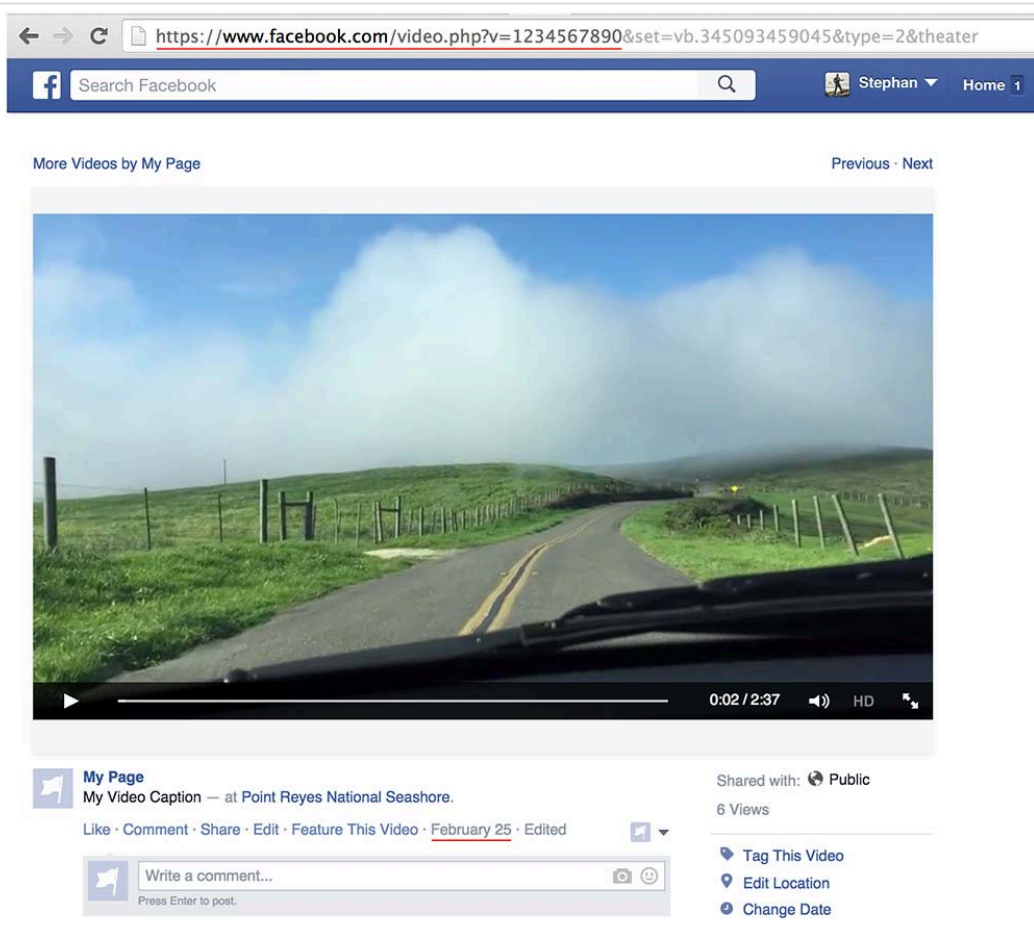 https://www.facebook.com/video.php?v=1234567890&set=vb.345093459045&type=2&theater
f Search Facebook Stephan Home 1
More Videos by My Page Previous · Next
0:02 / 2:37 HD
My Page
My Video Caption — at Point Reyes National Seashore.
Like · Comment · Share · Edit · Feature This Video · February 25 · Edited
Write a comment...
Press Enter to post.
Shared with: Public
6 Views
Tag This Video
Edit Location
Change Date